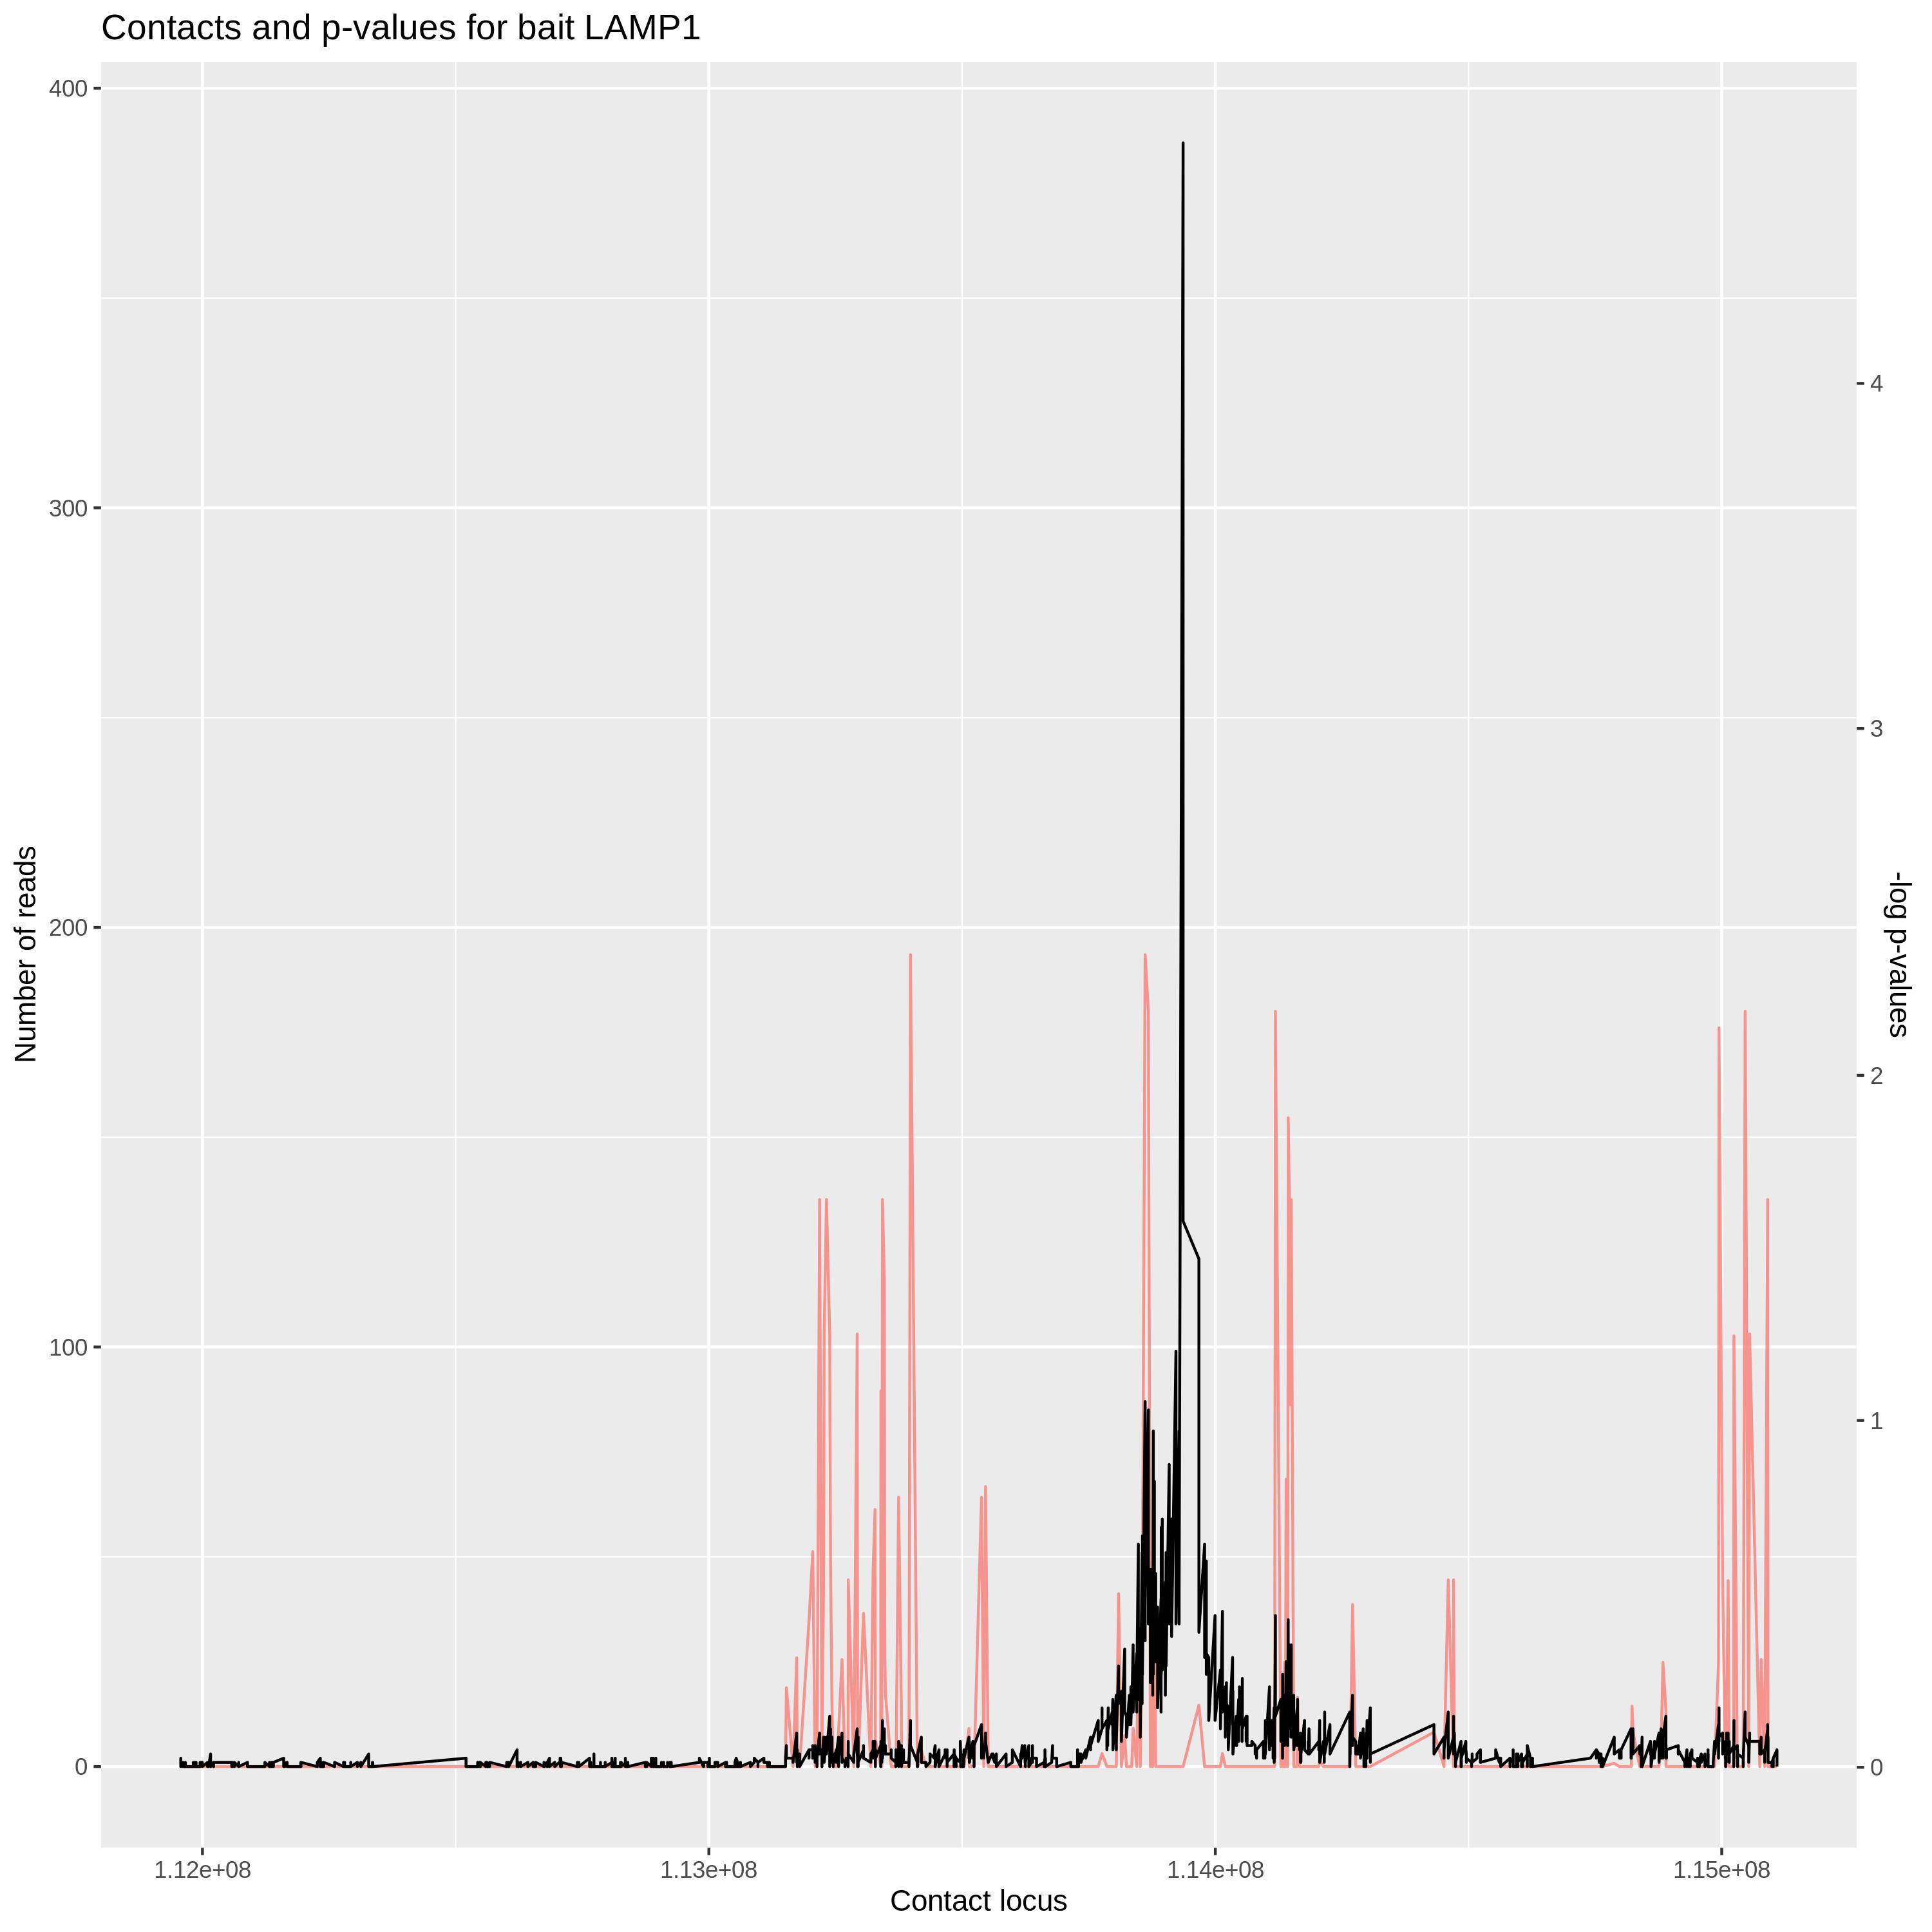 Contacts and p-values for bait LAMP1
400
300
200
100
0
Number of reads
4
3
2
1
0
-log p-values
1.12e+08
1.13e+08
1.14e+08
1.15e+08
Contact locus